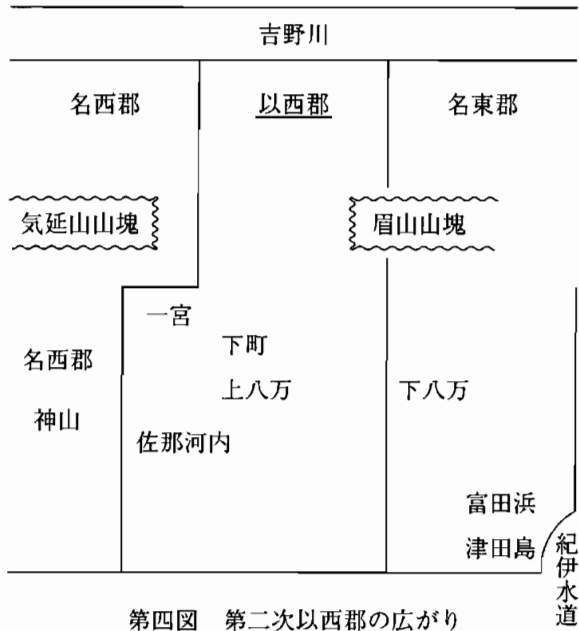 吉野川
名西郡
以西郡
名東郡
気延山山塊
眉山山塊
一宮
下町
名西郡
神山
上八万
下八万
佐那河内
富田浜
津田島
紀伊水道
第四図 第二次以西郡の広がり